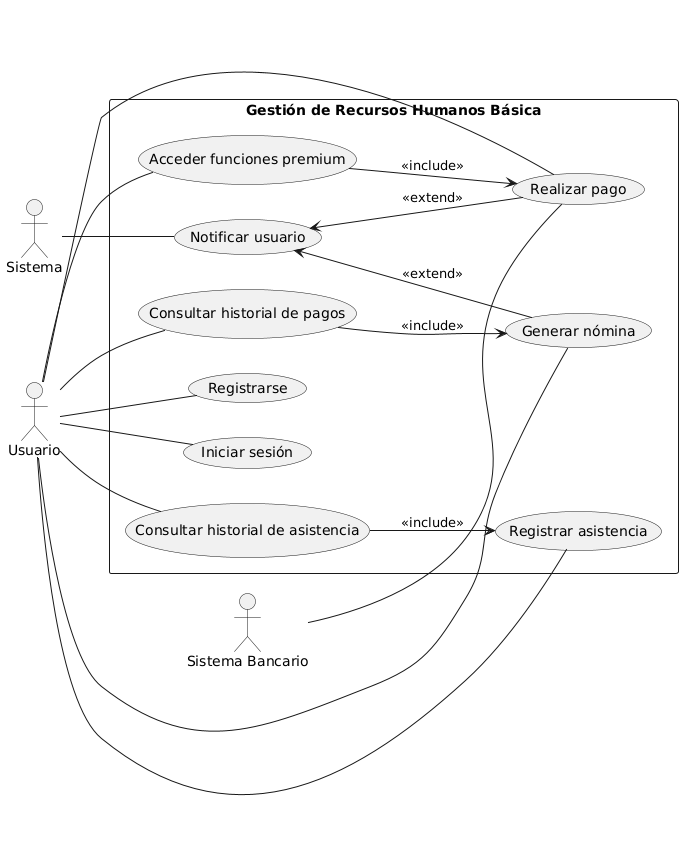 Gestión de Recursos Humanos Básica
Acceder funciones premium
«include»
Realizar pago
«extend»
Sistema
Notificar usuario
«extend»
Consultar historial de pagos
«include»
Generar nómina
Registrarse
Usuario
Iniciar sesión
Consultar historial de asistencia
«include»
Registrar asistencia
Sistema Bancario